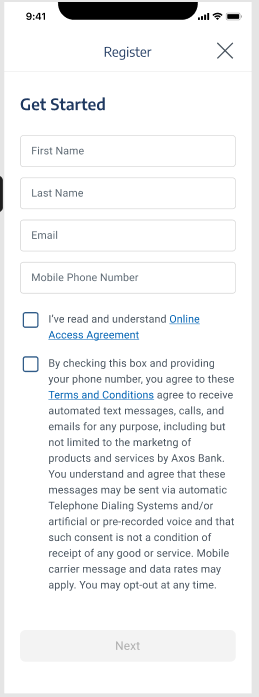 9:41
Register
Get Started
First Name
Last Name
Email
Mobile Phone Number
I've read and understand Online
Access Agreement
By checking this box and providing
your phone number, you agree to these
Terms and Conditions agree to receive
automated text messages, calls, and
emails for any purpose, including but
not limited to the marketng of
products and services by Axos Bank.
You understand and agree that these
messages may be sent via automatic
Telephone Dialing Systems and/or
artificial or pre-recorded voice and that
such consent is not a condition of
receipt of any good or service. Mobile
carrier message and data rates may
apply. You may opt-out at any time.
Next